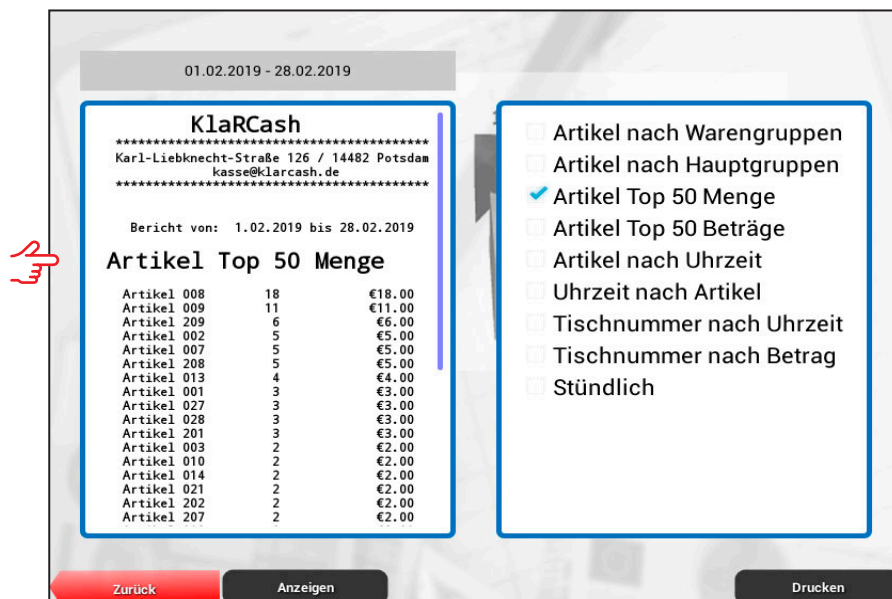 01.02.2019 - 28.02.2019
KlaRCash
******************************************
Karl-Liebknecht-Straße 126 / 14482 Potsdam
kasse@klarcash.de
******************************************
Bericht von: 1.02.2019 bis 28.02.2019
Artikel Top 50 Menge
Artikel 008 18 €18.00
Artikel 009 11 €11.00
Artikel 209 6 €6.00
Artikel 002 5 €5.00
Artikel 007 5 €5.00
Artikel 208 5 €5.00
Artikel 013 4 €4.00
Artikel 001 3 €3.00
Artikel 027 3 €3.00
Artikel 028 3 €3.00
Artikel 201 3 €3.00
Artikel 003 2 €2.00
Artikel 010 2 €2.00
Artikel 014 2 €2.00
Artikel 021 2 €2.00
Artikel 202 2 €2.00
Artikel 207 2 €2.00
Artikel nach Warengruppen
Artikel nach Hauptgruppen
Artikel Top 50 Menge
Artikel Top 50 Beträge
Artikel nach Uhrzeit
Uhrzeit nach Artikel
Tischnummer nach Uhrzeit
Tischnummer nach Betrag
Stündlich
Zurück
Anzeigen
Drucken